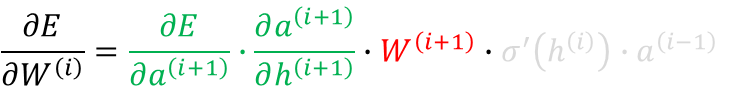 ∂E/∂W^(i) = ∂E/∂a^(i+1) · ∂a^(i+1)/∂h^(i+1) · W^(i+1) · σ′(h^(i)) · a^(i−1)